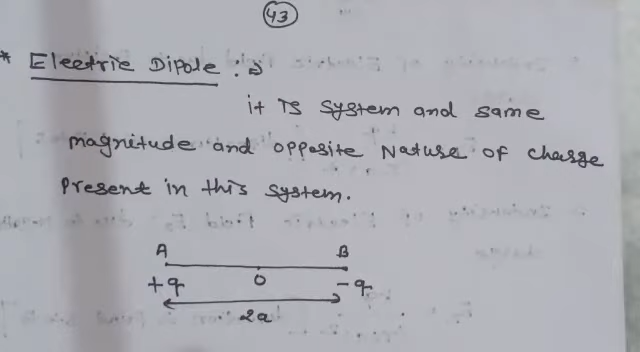 43
* Electric Dipole . ⇒
it is system and same
magnitude and opposite Nature of charge
Present in this system.
A B
+q O -q
2a